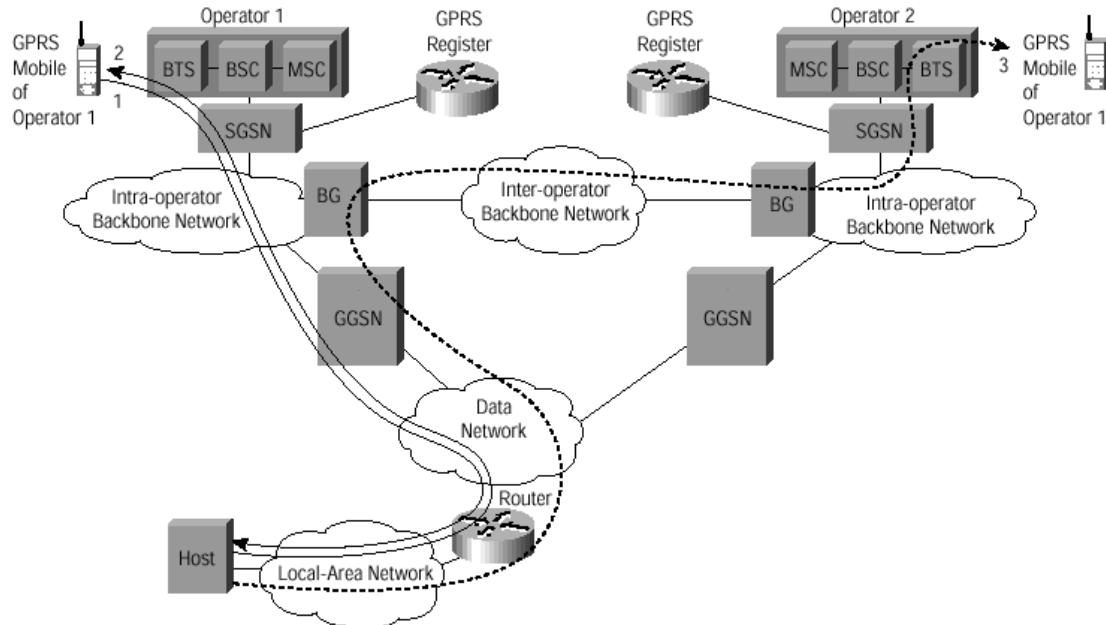 Operator 1
GPRS
Register
GPRS
Register
Operator 2
GPRS
Mobile
of
Operator 1
2
1
BTS
BSC
MSC
MSC
BSC
BTS
3
GPRS
Mobile
of
Operator 1
SGSN
SGSN
Intra-operator
Backbone Network
BG
Inter-operator
Backbone Network
BG
Intra-operator
Backbone Network
GGSN
GGSN
Data
Network
Router
Host
Local-Area Network